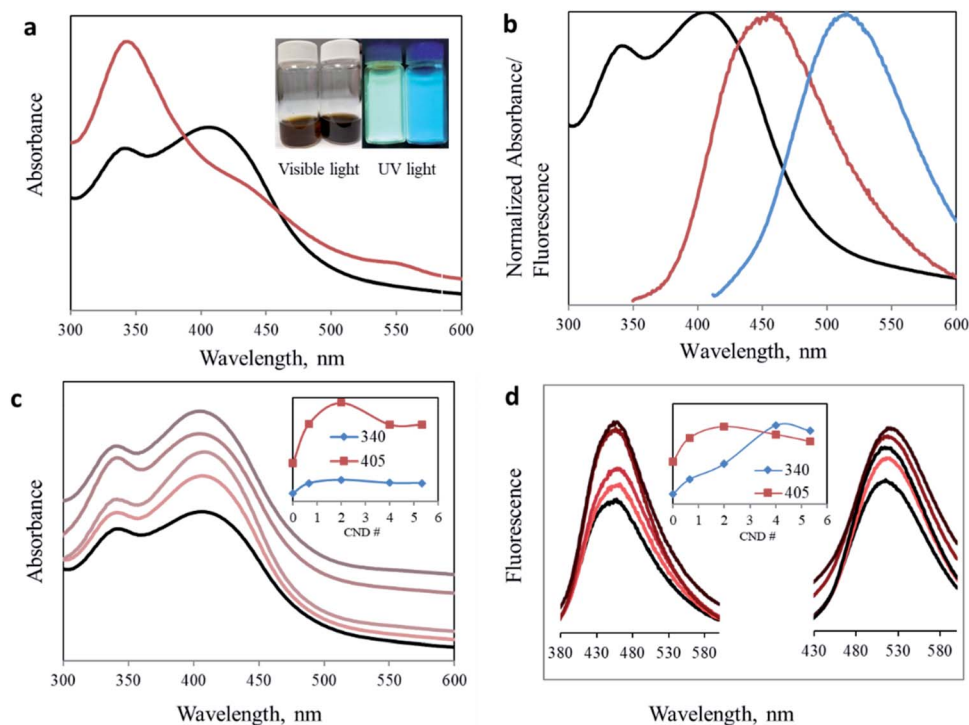 a
Absorbance
Visible light
UV light
300
350
400
450
500
550
600
Wavelength, nm
b
Normalized Absorbance/
Fluorescence
300
350
400
450
500
550
600
Wavelength, nm
c
Absorbance
340
405
0
1
2
3
4
5
6
CND #
300
350
400
450
500
550
600
Wavelength, nm
d
Fluorescence
340
405
0
1
2
3
4
5
6
CND #
380
430
480
530
580
430
480
530
580
Wavelength, nm